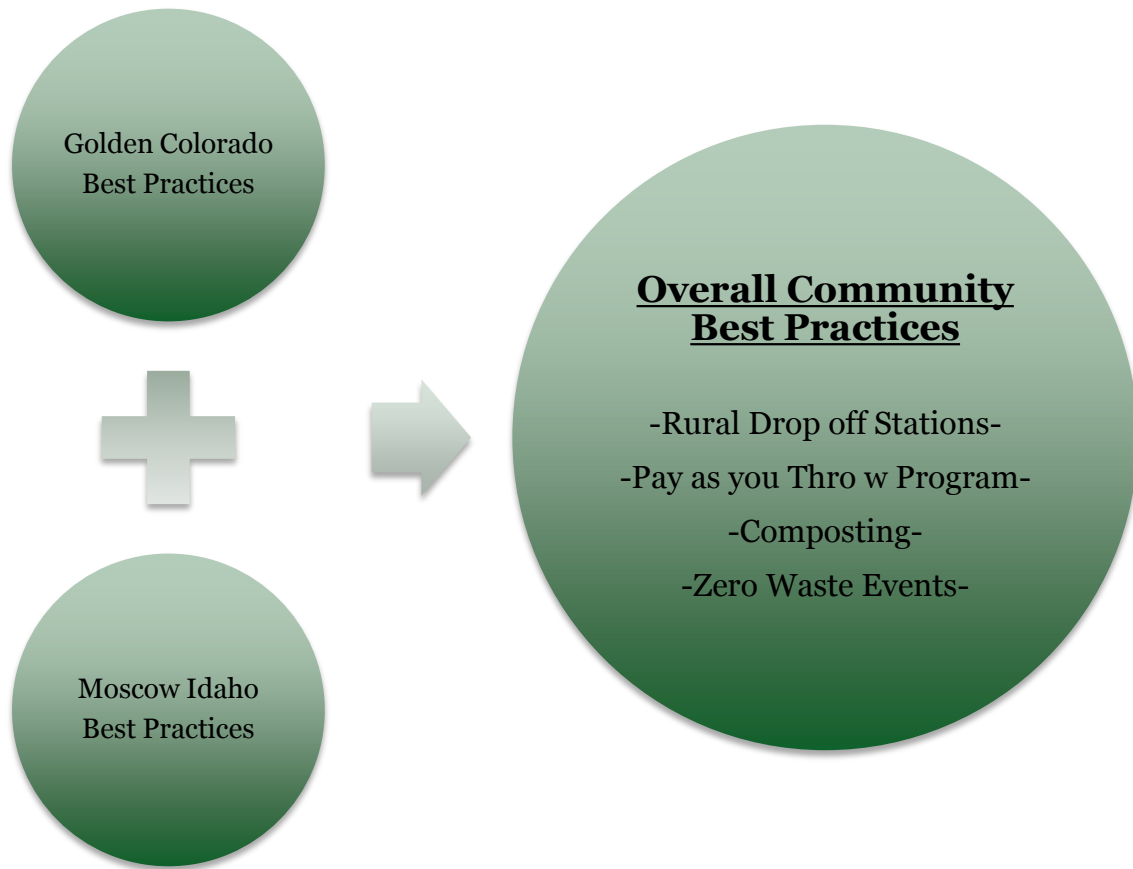 Golden Colorado
Best Practices
Overall Community
Best Practices
-Rural Drop off Stations-
-Pay as you Thro w Program-
-Composting-
-Zero Waste Events-
Moscow Idaho
Best Practices